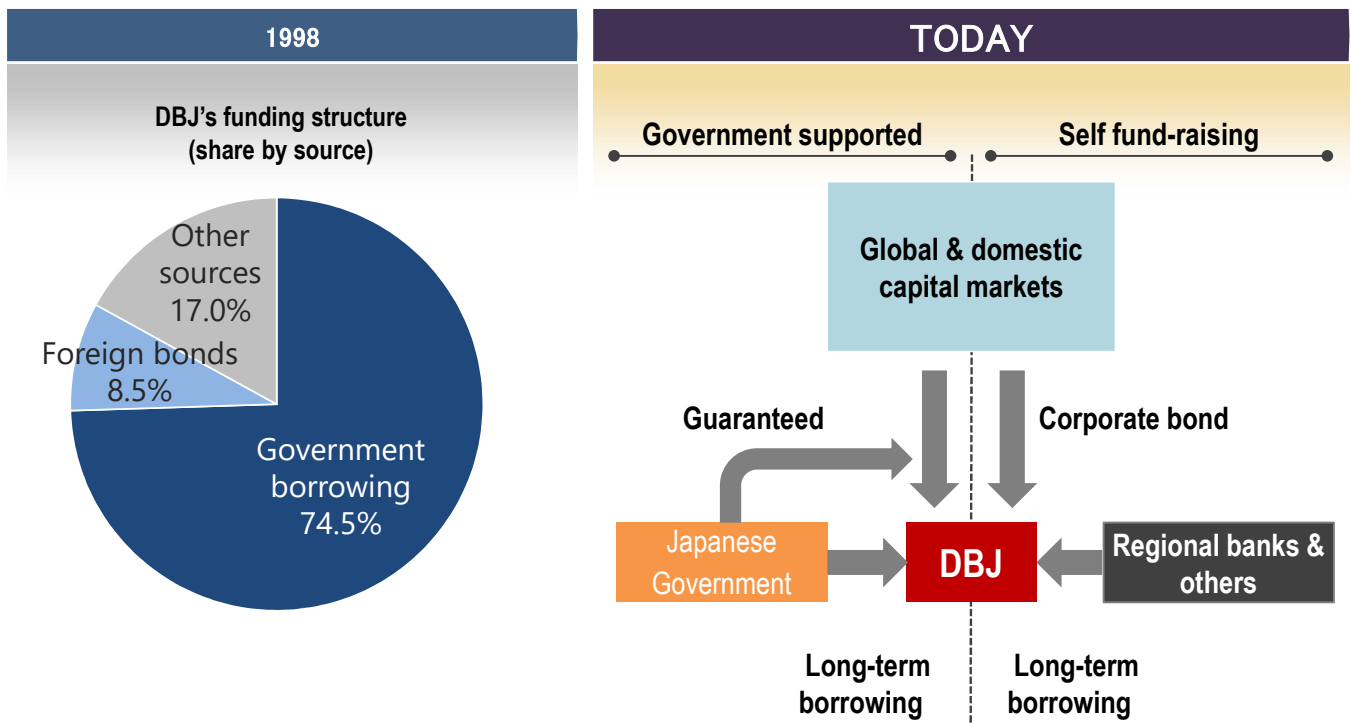 1998
DBJ's funding structure
(share by source)
Other
sources
17.0%
Foreign bonds
8.5%
Government
borrowing
74.5%
TODAY
Government supported
Self fund-raising
Global & domestic
capital markets
Guaranteed
Corporate bond
Japanese
Government
DBJ
Regional banks &
others
Long-term
borrowing
Long-term
borrowing